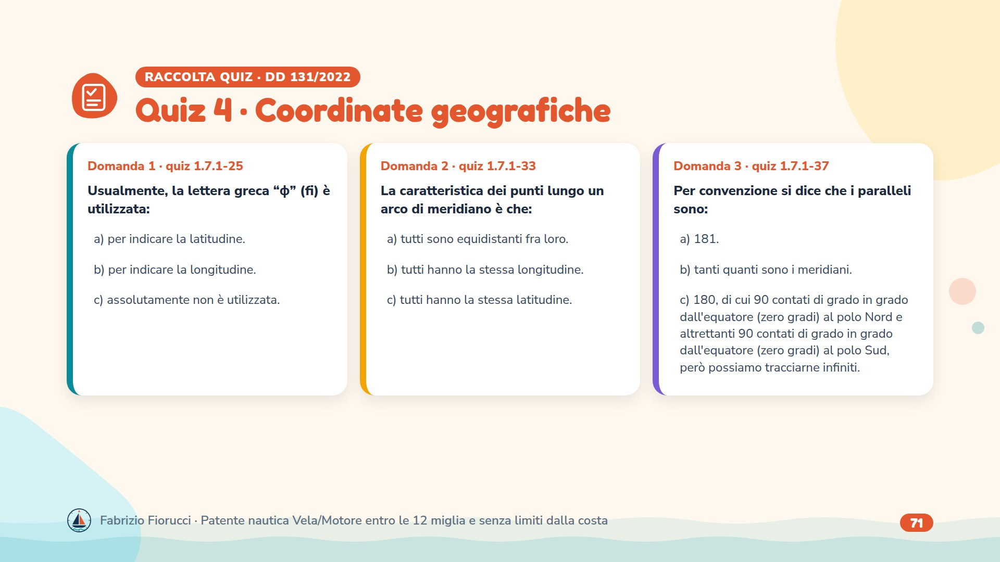 RACCOLTA QUIZ · DD 131/2022
Quiz 4 · Coordinate geografiche
Domanda 1 · quiz 1.7.1-25
Usualmente, la lettera greca “ϕ” (fi) è
utilizzata:
a) per indicare la latitudine.
b) per indicare la longitudine.
c) assolutamente non è utilizzata.
Domanda 2 · quiz 1.7.1-33
La caratteristica dei punti lungo un
arco di meridiano è che:
a) tutti sono equidistanti fra loro.
b) tutti hanno la stessa longitudine.
c) tutti hanno la stessa latitudine.
Domanda 3 · quiz 1.7.1-37
Per convenzione si dice che i paralleli
sono:
a) 181.
b) tanti quanti sono i meridiani.
c) 180, di cui 90 contati di grado in grado
dall'equatore (zero gradi) al polo Nord e
altrettanti 90 contati di grado in grado
dall'equatore (zero gradi) al polo Sud,
però possiamo tracciarne infiniti.
Fabrizio Fiorucci · Patente nautica Vela/Motore entro le 12 miglia e senza limiti dalla costa
71